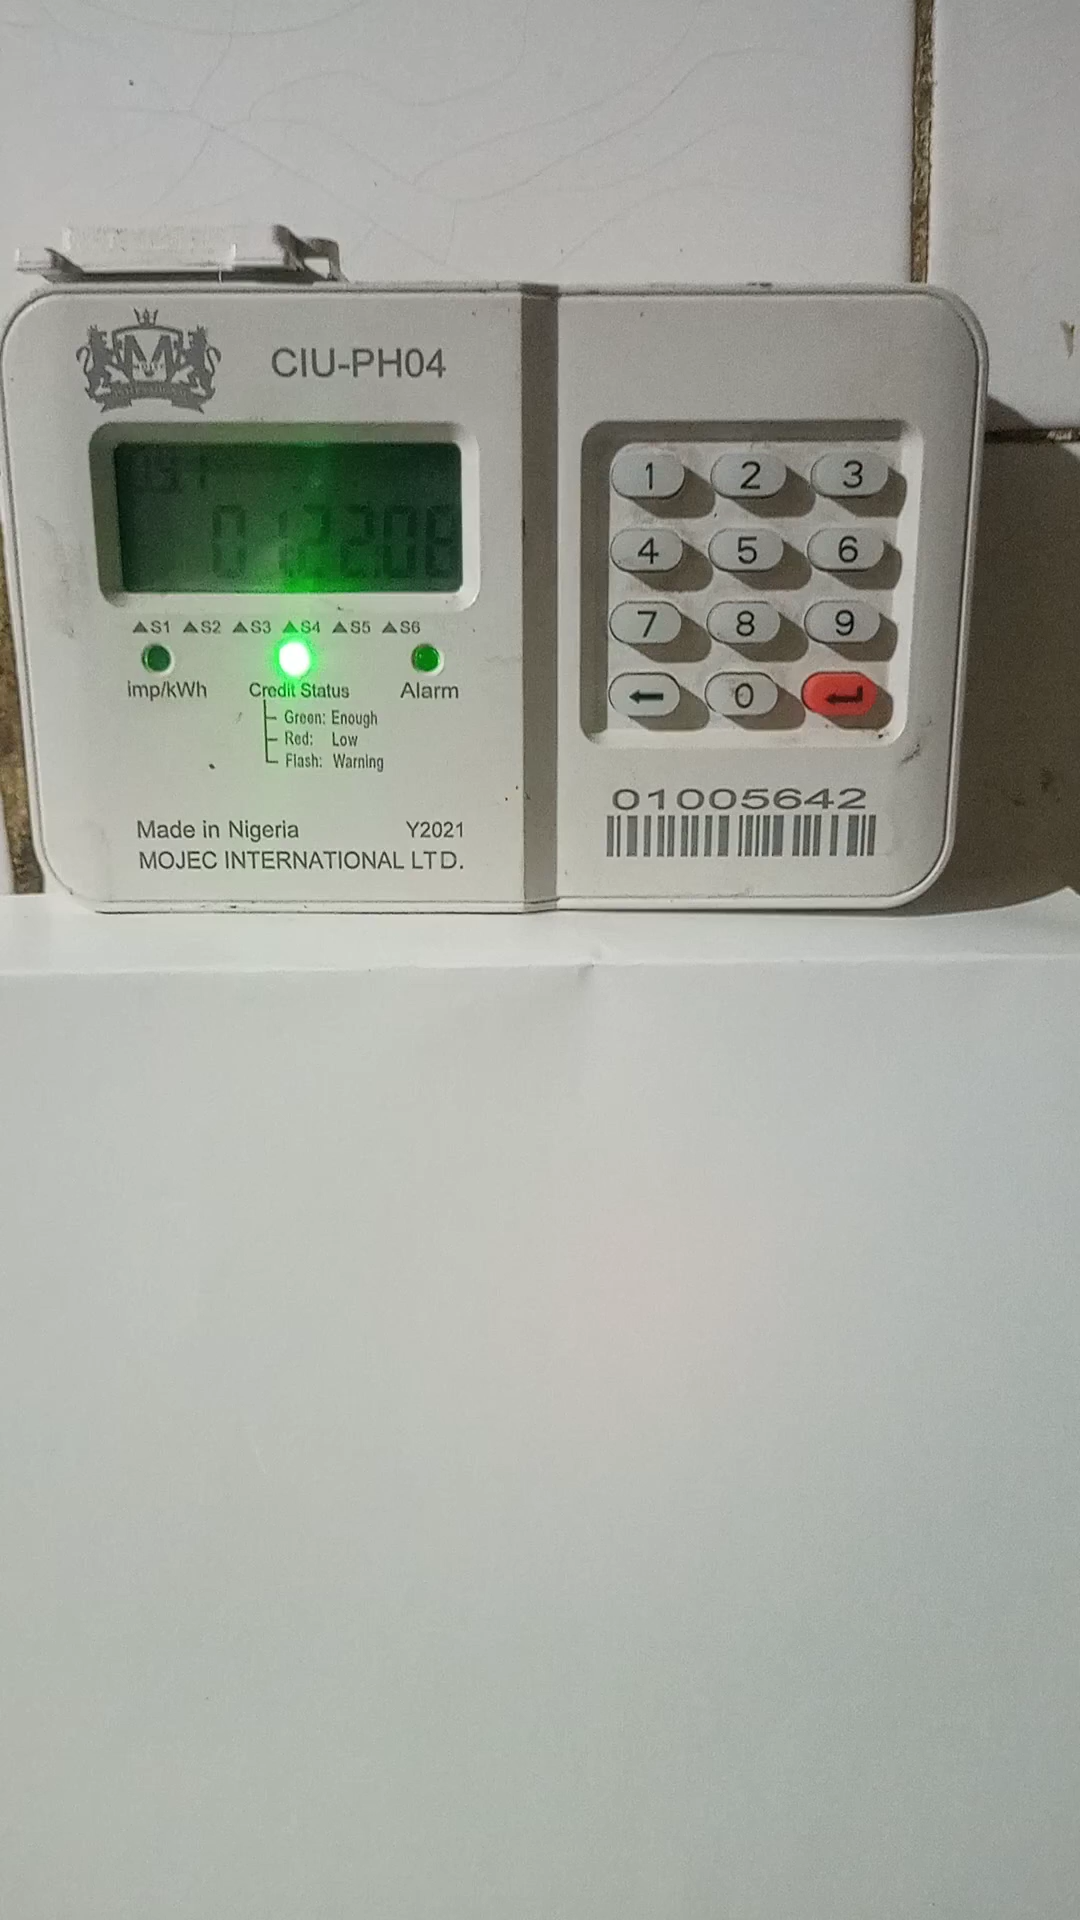 CIU-PH04
▲S1 ▲S2 ▲S3 ▲S4 ▲S5 ▲S6
imp/kWh Credit Status Alarm
Green: Enough
Red: Low
Flash: Warning
Made in Nigeria Y2021
MOJEC INTERNATIONAL LTD.
1 2 3
4 5 6
7 8 9
← 0 ↵
01005642